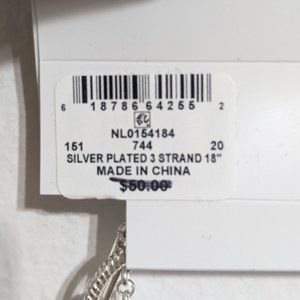 6 18786 64255 2
NL0154184
151 744 20
SILVER PLATED 3 STRAND 18"
MADE IN CHINA
$50.00